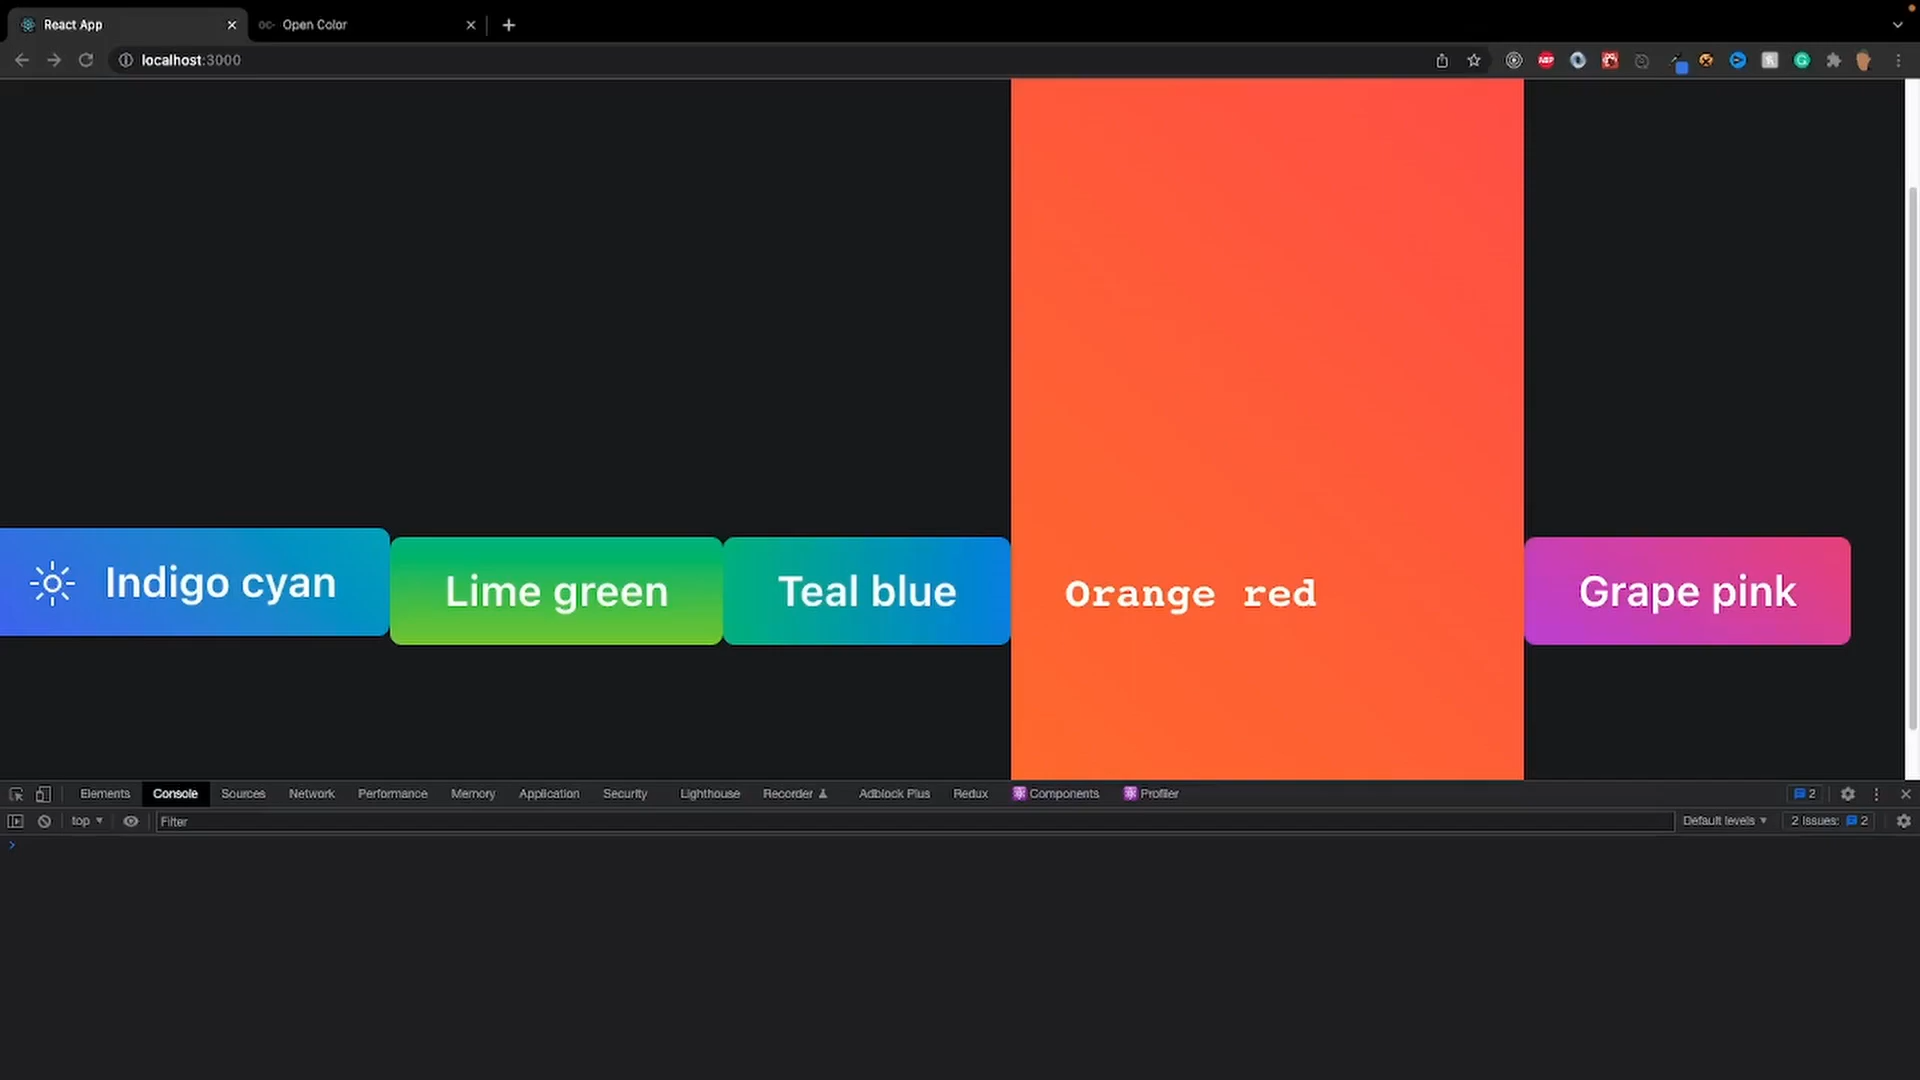 React App
OC- Open Color
localhost:3000
ABP
Indigo cyan
Lime green
Teal blue
Orange red
Grape pink
Elements Console Sources Network Performance Memory Application Security Lighthouse Recorder Adblock Plus Redux Components Profiler 2
top Filter Default levels 2 Issues: 2